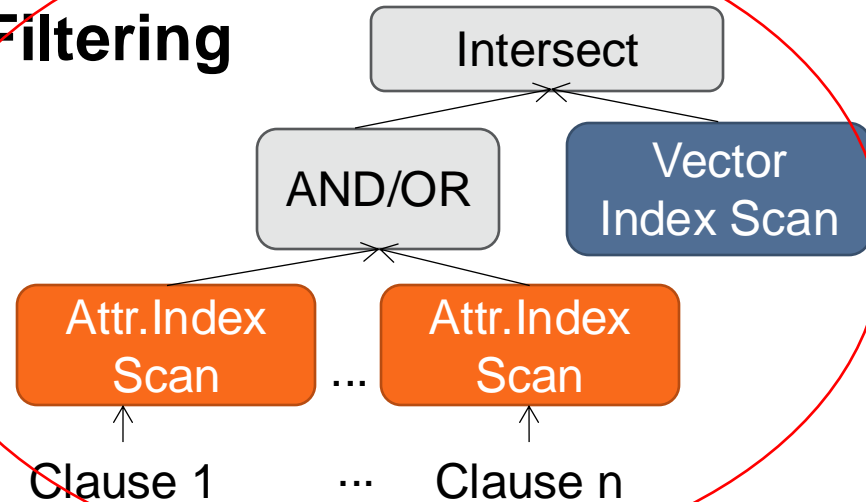 Filtering
Intersect
AND/OR
Vector
Index Scan
Attr.Index
Scan
...
Attr.Index
Scan
Clause 1
...
Clause n